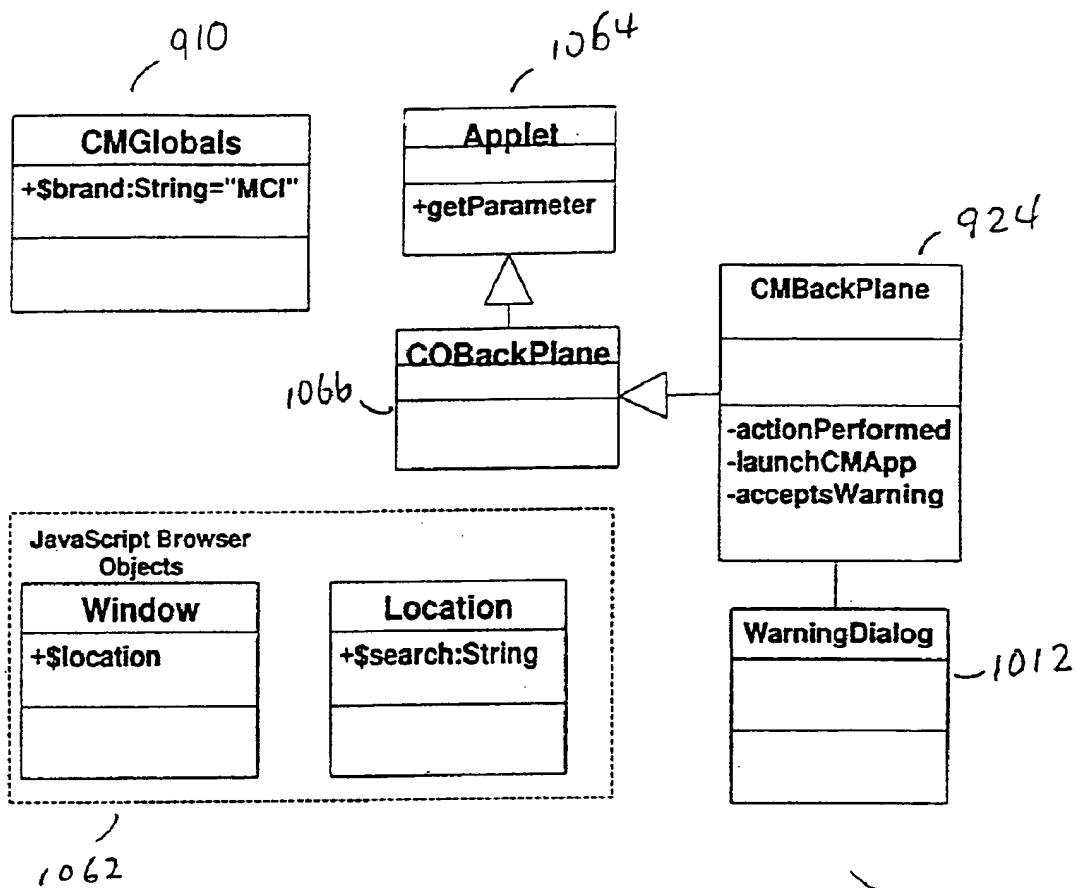 910
1064
CMGlobals
+$brand:String="MCI"
Applet
+getParameter
924
CMBackPlane
-actionPerformed
-launchCMApp
-acceptsWarning
COBackPlane
1066
JavaScript Browser
Objects
Window
+$location
Location
+$search:String
WarningDialog
1012
1062